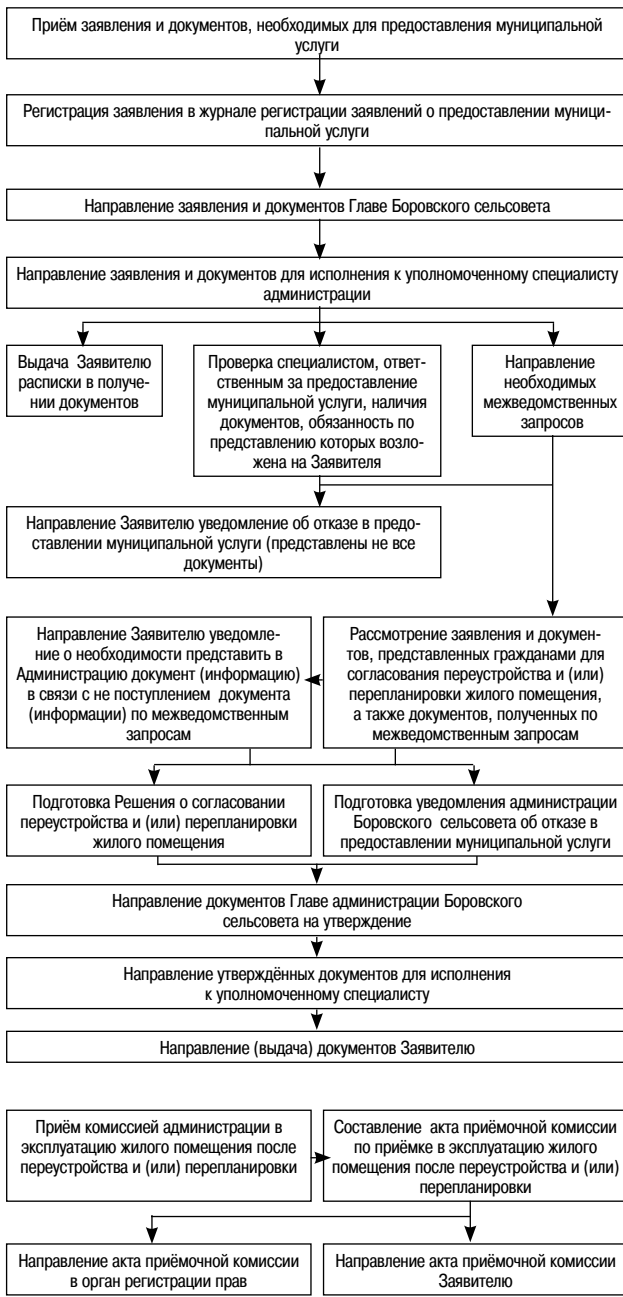 Приём заявления и документов, необходимых для предоставления муниципальной
услуги
Регистрация заявления в журнале регистрации заявлений о предоставлении муници-
пальной услуги
Направление заявления и документов Главе Боровского сельсовета
Направление заявления и документов для исполнения к уполномоченному специалисту
администрации
Выдача Заявителю
расписки в получе-
нии документов
Проверка специалистом, ответ-
ственным за предоставление
муниципальной услуги, наличия
документов, обязанность по
представлению которых возло-
жена на Заявителя
Направление
необходимых
межведомственных
запросов
Направление Заявителю уведомление об отказе в предо-
ставлении муниципальной услуги (представлены не все
документы)
Направление Заявителю уведомле-
ние о необходимости представить в
Администрацию документ (информацию)
в связи с не поступлением документа
(информации) по межведомственным
запросам
Рассмотрение заявления и докумен-
тов, представленных гражданами для
согласования переустройства и (или)
перепланировки жилого помещения,
а также документов, полученных по
межведомственным запросам
Подготовка Решения о согласовании
переустройства и (или) перепланировки
жилого помещения
Подготовка уведомления администрации
Боровского сельсовета об отказе в
предоставлении муниципальной услуги
Направление документов Главе администрации Боровского
сельсовета на утверждение
Направление утверждённых документов для исполнения
к уполномоченному специалисту
Направление (выдача) документов Заявителю
Приём комиссией администрации в
эксплуатацию жилого помещения после
переустройства и (или) перепланировки
Составление акта приёмочной комиссии
по приёмке в эксплуатацию жилого
помещения после переустройства и (или)
перепланировки
Направление акта приёмочной комиссии
в орган регистрации прав
Направление акта приёмочной комиссии
Заявителю